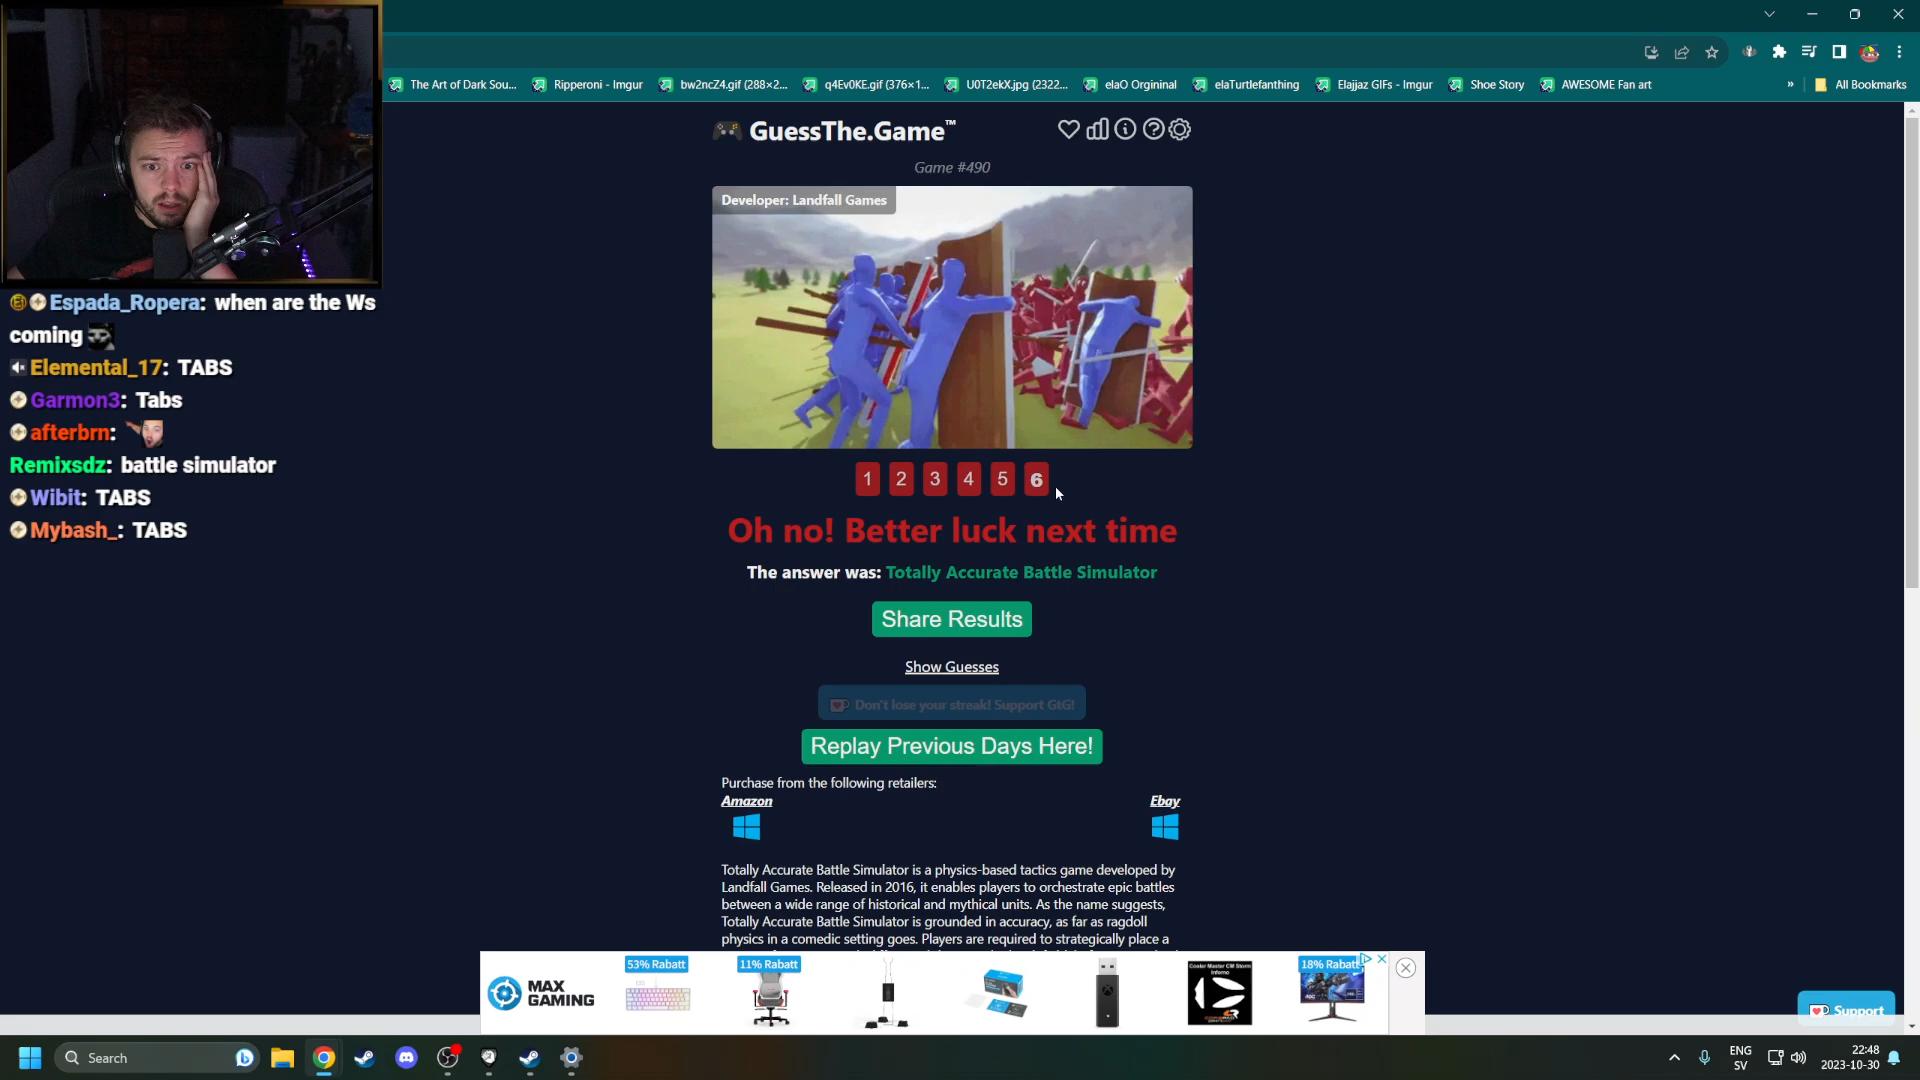 The Art of Dark Sou...
Ripperoni - Imgur
bw2ncZ4.gif (288×2...
q4Ev0KE.gif (376×1...
U0T2ekX.jpg (2322...
elaO Orgininal
elaTurtlefanthing
Elajjaz GIFs - Imgur
Shoe Story
AWESOME Fan art
»
All Bookmarks
GuessThe.Game™
Game #490
Developer: Landfall Games
Espada_Ropera: when are the Ws
coming
Elemental_17: TABS
Garmon3: Tabs
afterbrn:
Remixsdz: battle simulator
Wibit: TABS
Mybash_: TABS
1 2 3 4 5 6
Oh no! Better luck next time
The answer was: Totally Accurate Battle Simulator
Share Results
Show Guesses
Don't lose your streak! Support GtG!
Replay Previous Days Here!
Purchase from the following retailers:
Amazon
Ebay
Totally Accurate Battle Simulator is a physics-based tactics game developed by
Landfall Games. Released in 2016, it enables players to orchestrate epic battles
between a wide range of historical and mythical units. As the name suggests,
Totally Accurate Battle Simulator is grounded in accuracy, as far as ragdoll
physics in a comedic setting goes. Players are required to strategically place a
MAX
GAMING
53% Rabatt
11% Rabatt
Cooler Master CM Storm
Inferno
18% Rabatt
Support
Search
ENG
SV
22:48
2023-10-30